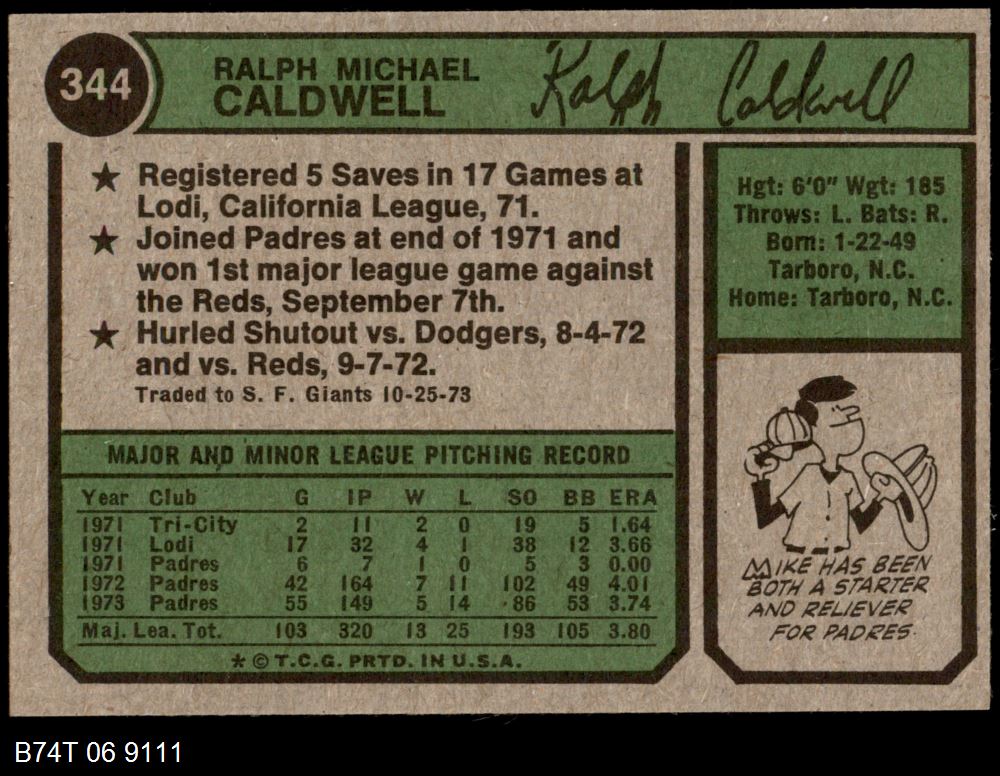 344
RALPH MICHAEL
CALDWELL
Ralph Caldwell
★ Registered 5 Saves in 17 Games at
Lodi, California League, 71.
★ Joined Padres at end of 1971 and
won 1st major league game against
the Reds, September 7th.
★ Hurled Shutout vs. Dodgers, 8-4-72
and vs. Reds, 9-7-72.
Traded to S. F. Giants 10-25-73
Hgt: 6'0" Wgt: 185
Throws: L. Bats: R.
Born: 1-22-49
Tarboro, N.C.
Home: Tarboro, N.C.
MAJOR AND MINOR LEAGUE PITCHING RECORD
Year Club G IP W L SO BB ERA
1971 Tri-City 2 11 2 0 19 5 1.64
1971 Lodi 17 32 4 1 38 12 3.66
1971 Padres 6 7 1 0 5 3 0.00
1972 Padres 42 164 7 11 102 49 4.01
1973 Padres 55 149 5 14 86 53 3.74
Maj. Lea. Tot. 103 320 13 25 193 105 3.80
★ © T.C.G. PRTD. IN U.S.A.
MIKE HAS BEEN
BOTH A STARTER
AND RELIEVER
FOR PADRES.
B74T 06 9111